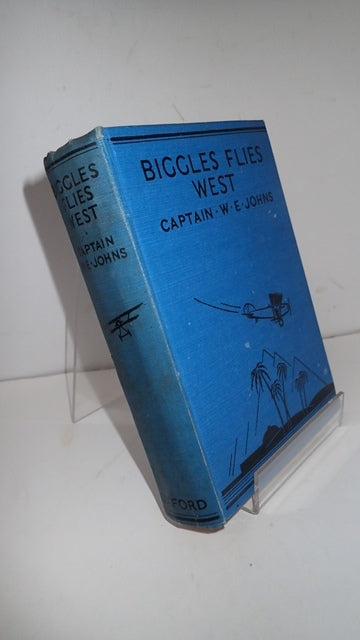 BIGGLES FLIES
WEST
CAPTAIN·W·E·JOHNS
BIGGLES
FLIES
WEST
CAPTAIN
E·JOHNS
FORD